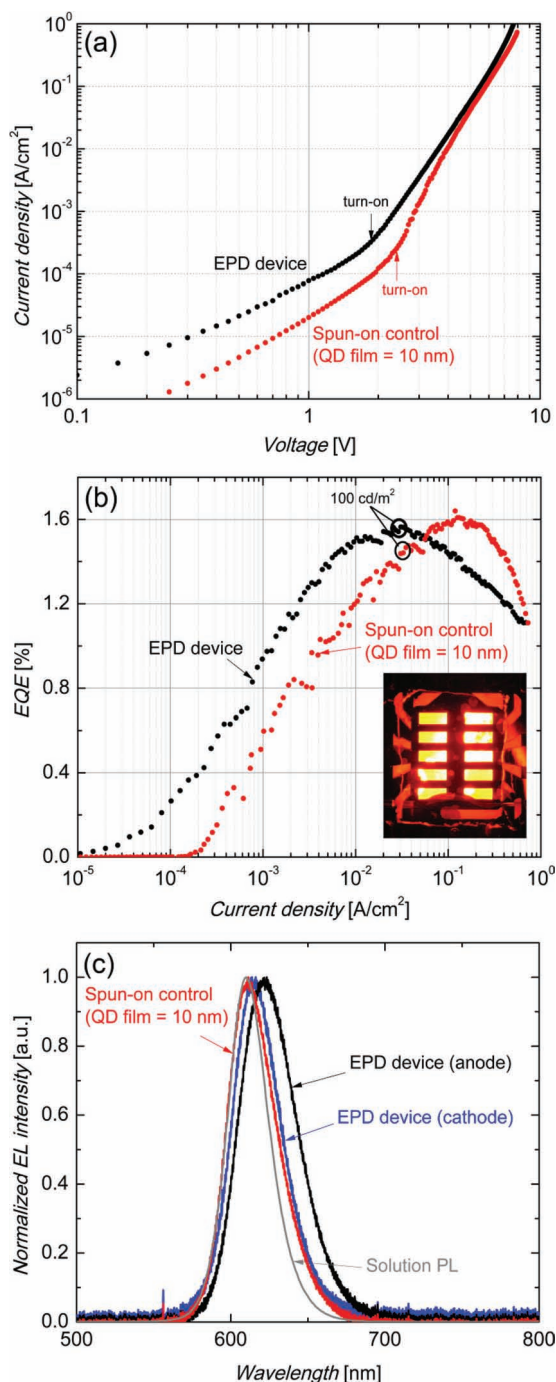 (a)
Current density [A/cm²]
10⁰
10⁻¹
10⁻²
10⁻³
10⁻⁴
10⁻⁵
10⁻⁶
turn-on
EPD device
turn-on
Spun-on control
(QD film = 10 nm)
0.1
1
10
Voltage [V]
(b)
EQE [%]
1.6
1.2
0.8
0.4
0.0
100 cd/m²
EPD device
Spun-on control
(QD film = 10 nm)
10⁻⁵
10⁻⁴
10⁻³
10⁻²
10⁻¹
10⁰
Current density [A/cm²]
(c)
Normalized EL intensity [a.u.]
1.0
0.8
0.6
0.4
0.2
0.0
Spun-on control
(QD film = 10 nm)
EPD device (anode)
EPD device (cathode)
Solution PL
500
600
700
800
Wavelength [nm]